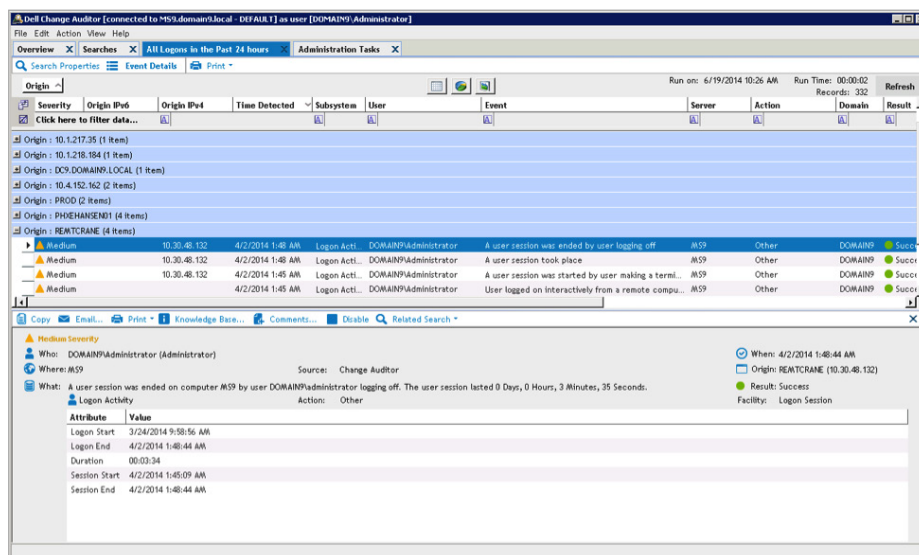 Dell Change Auditor [connected to MS9.domain9.local - DEFAULT] as user [DOMAIN9\Administrator]
File Edit Action View Help
Overview X Searches X All Logons in the Past 24 hours X Administration Tasks X
Search Properties Event Details Print
Origin Run on: 6/19/2014 10:26 AM Run Time: 00:00:02 Refresh
Records: 332
Severity Origin IPv6 Origin IPv4 Time Detected Subsystem User Event Server Action Domain Result
Click here to filter data...
Origin : 10.1.217.35 (1 item)
Origin : 10.1.218.184 (1 item)
Origin : DC9.DOMAIN9.LOCAL (1 item)
Origin : 10.4.152.162 (2 items)
Origin : PROD (2 items)
Origin : PHXEHANSEN01 (4 items)
Origin : REMTCRANE (4 items)
Medium 10.30.48.132 4/2/2014 1:48 AM Logon Acti... DOMAIN9\Administrator A user session was ended by user logging off MS9 Other DOMAIN9 Succe
Medium 10.30.48.132 4/2/2014 1:48 AM Logon Acti... DOMAIN9\Administrator A user session took place MS9 Other DOMAIN9 Succe
Medium 10.30.48.132 4/2/2014 1:45 AM Logon Acti... DOMAIN9\Administrator A user session was started by user making a termi... MS9 Other DOMAIN9 Succe
Medium 4/2/2014 1:45 AM Logon Acti... DOMAIN9\Administrator User logged on interactively from a remote compu... MS9 Other DOMAIN9 Succe
Copy Email... Print Knowledge Base... Comments... Disable Related Search X
Medium Severity
Who: DOMAIN9\Administrator (Administrator) When: 4/2/2014 1:48:44 AM
Where: MS9 Source: Change Auditor Origin: REMTCRANE (10.30.48.132)
What: A user session was ended on computer MS9 by user DOMAIN9\administrator logging off. The user session lasted 0 Days, 0 Hours, 3 Minutes, 35 Seconds. Result: Success
Logon Activity Action: Other Facility: Logon Session
Attribute Value
Logon Start 3/24/2014 9:58:56 AM
Logon End 4/2/2014 1:48:44 AM
Duration 00:03:34
Session Start 4/2/2014 1:45:09 AM
Session End 4/2/2014 1:48:44 AM